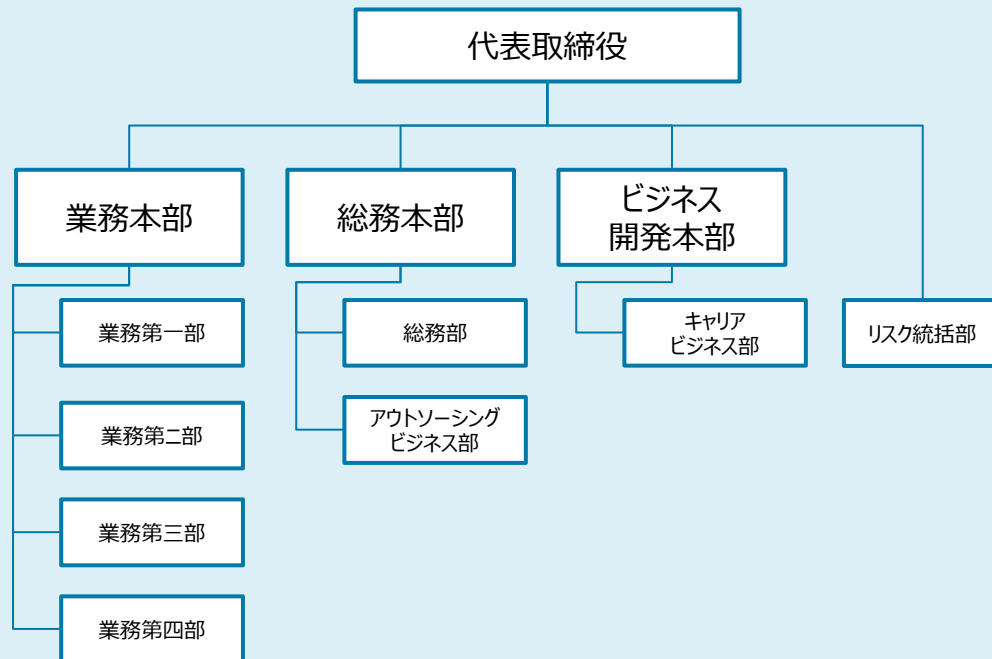 代表取締役
業務本部
総務本部
ビジネス
開発本部
業務第一部
総務部
キャリア
ビジネス部
リスク統括部
業務第二部
アウトソーシング
ビジネス部
業務第三部
業務第四部